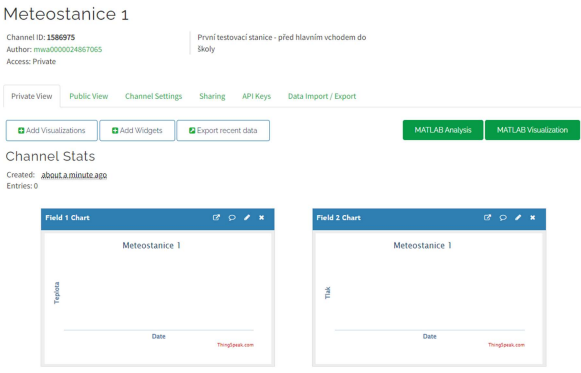 Meteostanice 1
Channel ID: 1586975
Author: mwa0000024867065
Access: Private
První testovací stanice - před hlavním vchodem do
školy
Private View
Public View
Channel Settings
Sharing
API Keys
Data Import / Export
Add Visualizations
Add Widgets
Export recent data
MATLAB Analysis
MATLAB Visualization
Channel Stats
Created: about a minute ago
Entries: 0
Field 1 Chart
Meteostanice 1
Teplota
Date
ThingSpeak.com
Field 2 Chart
Meteostanice 1
Tlak
Date
ThingSpeak.com